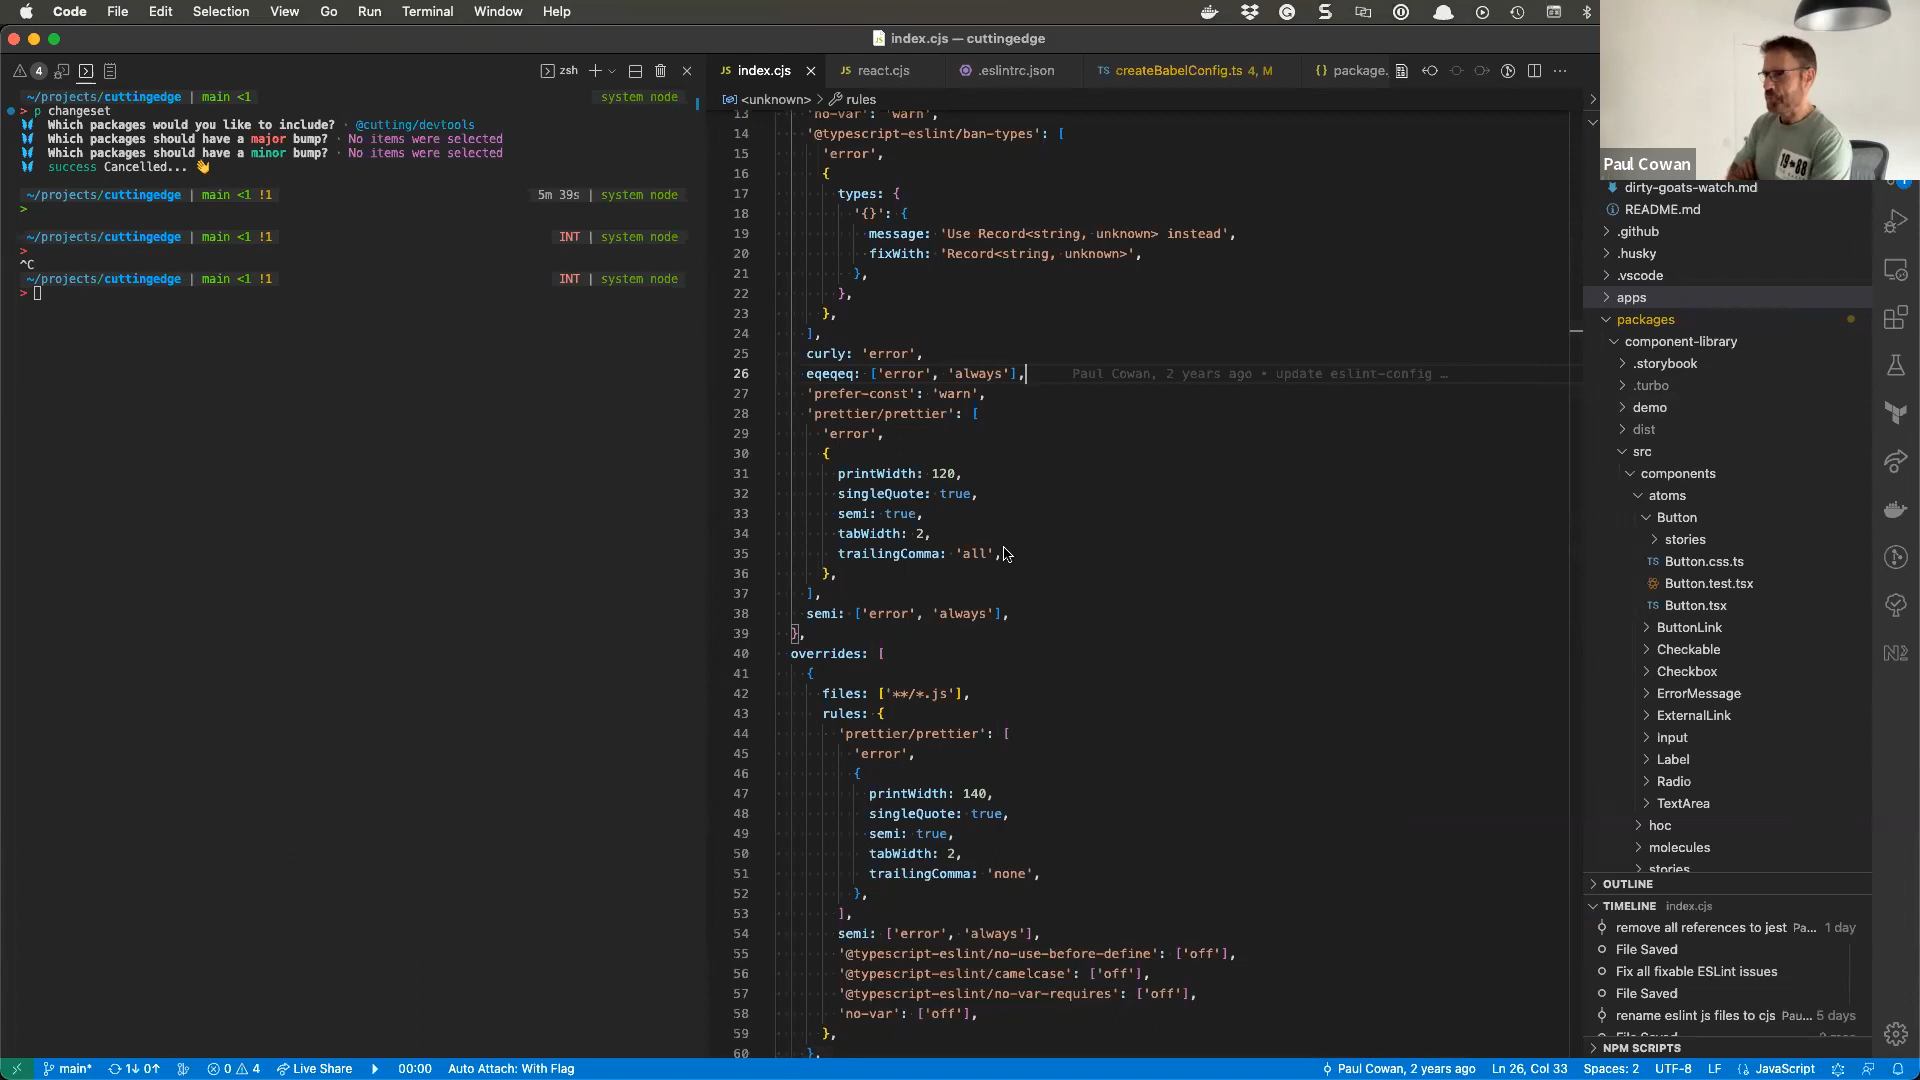 Code File Edit Selection View Go Run Terminal Window Help
index.cjs — cuttingedge
4
zsh
index.cjs
react.cjs
.eslintrc.json
createBabelConfig.ts 4, M
package.
~/projects/cuttingedge | main <1 system node
> p changeset
Which packages would you like to include? · @cutting/devtools
Which packages should have a major bump? · No items were selected
Which packages should have a minor bump? · No items were selected
success Cancelled... 👋
~/projects/cuttingedge | main <1 !1 5m 39s | system node
>
~/projects/cuttingedge | main <1 !1 INT | system node
>
^C
~/projects/cuttingedge | main <1 !1 INT | system node
>
<unknown> > rules
13 'no-var': 'warn',
14 '@typescript-eslint/ban-types': [
15 'error',
16 {
17 types: {
18 '{}': {
19 message: 'Use Record<string, unknown> instead',
20 fixWith: 'Record<string, unknown>',
21 },
22 },
23 },
24 ],
25 curly: 'error',
26 eqeqeq: ['error', 'always'], Paul Cowan, 2 years ago • update eslint-config …
27 'prefer-const': 'warn',
28 'prettier/prettier': [
29 'error',
30 {
31 printWidth: 120,
32 singleQuote: true,
33 semi: true,
34 tabWidth: 2,
35 trailingComma: 'all',
36 },
37 ],
38 semi: ['error', 'always'],
39 },
40 overrides: [
41 {
42 files: ['**/*.js'],
43 rules: {
44 'prettier/prettier': [
45 'error',
46 {
47 printWidth: 140,
48 singleQuote: true,
49 semi: true,
50 tabWidth: 2,
51 trailingComma: 'none',
52 },
53 ],
54 semi: ['error', 'always'],
55 '@typescript-eslint/no-use-before-define': ['off'],
56 '@typescript-eslint/camelcase': ['off'],
57 '@typescript-eslint/no-var-requires': ['off'],
58 'no-var': ['off'],
59 },
60 },
Paul Cowan
19 88
dirty-goats-watch.md
README.md
.github
.husky
.vscode
apps
packages
component-library
.storybook
.turbo
demo
dist
src
components
atoms
Button
stories
Button.css.ts
Button.test.tsx
Button.tsx
ButtonLink
Checkable
Checkbox
ErrorMessage
ExternalLink
Input
Label
Radio
TextArea
hoc
molecules
stories
OUTLINE
TIMELINE index.cjs
remove all references to jest Pa... 1 day
File Saved
Fix all fixable ESLint issues
File Saved
rename eslint js files to cjs Pau... 5 days
File Saved
NPM SCRIPTS
main* 1↓ 0↑ 0 4 Live Share 00:00 Auto Attach: With Flag
Paul Cowan, 2 years ago Ln 26, Col 33 Spaces: 2 UTF-8 LF JavaScript